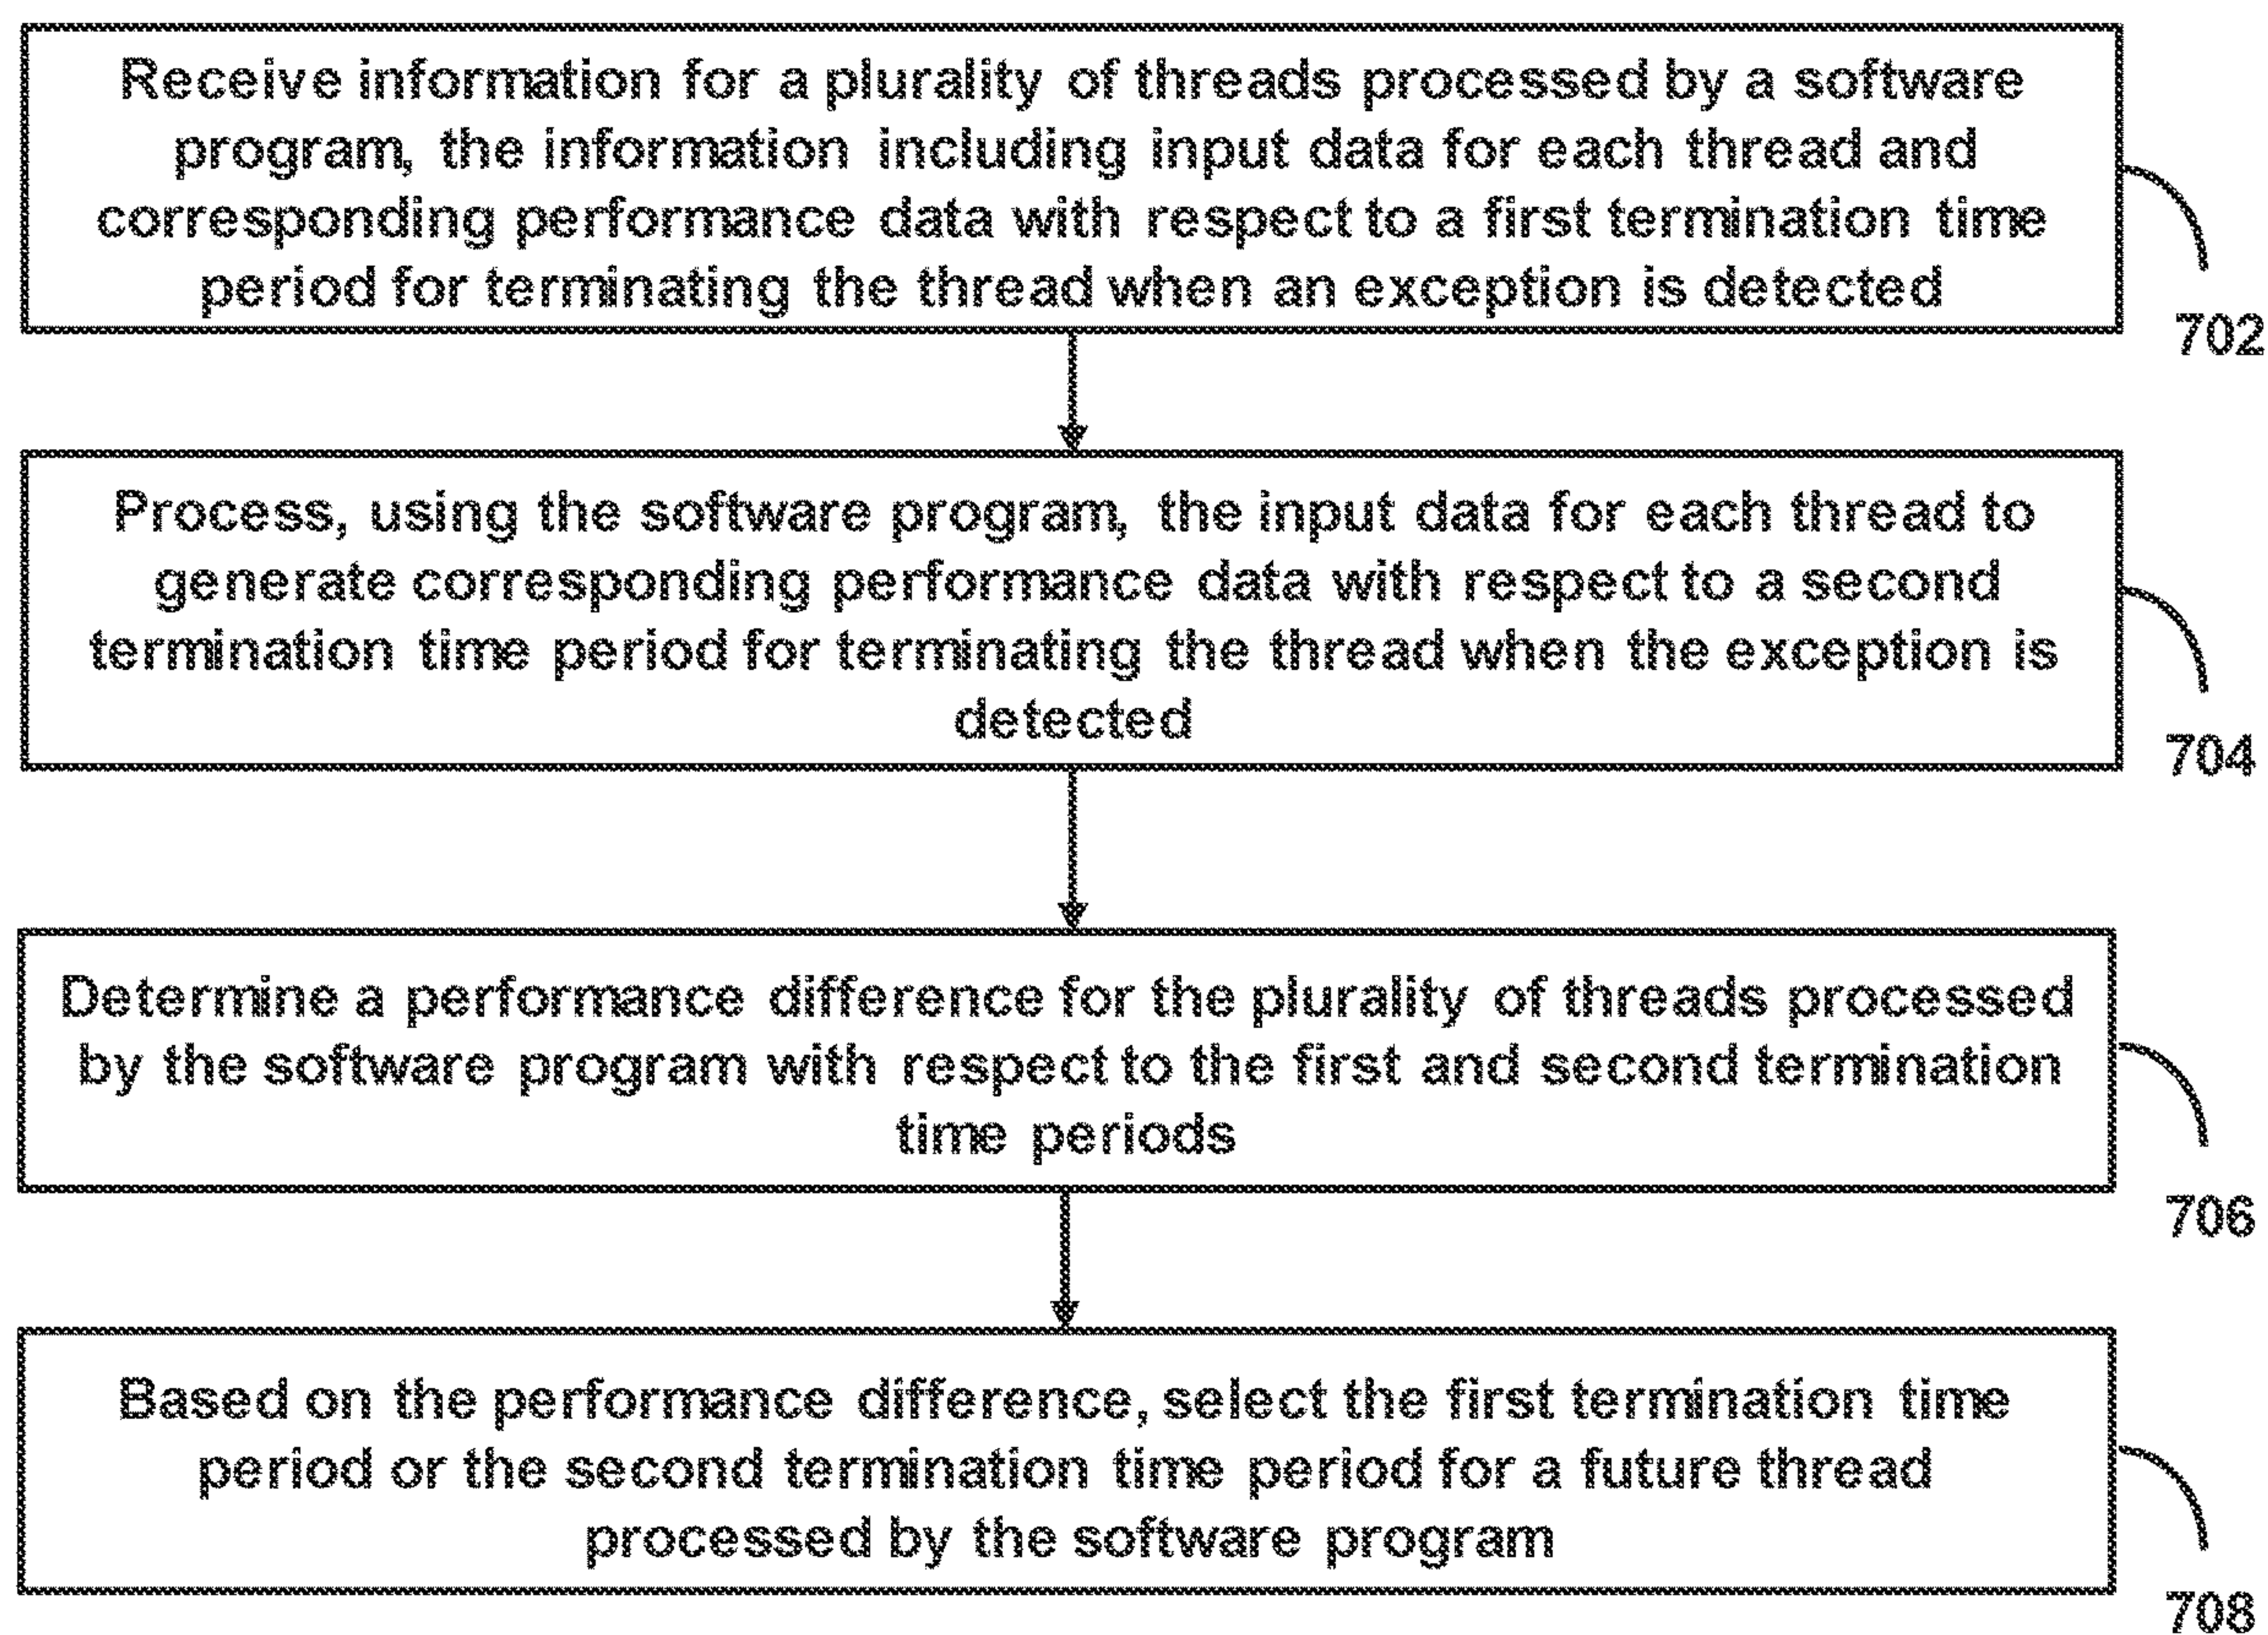 Receive information for a plurality of threads processed by a software
program, the information including input data for each thread and
corresponding performance data with respect to a first termination time
period for terminating the thread when an exception is detected
702
Process, using the software program, the input data for each thread to
generate corresponding performance data with respect to a second
termination time period for terminating the thread when the exception is
detected
704
Determine a performance difference for the plurality of threads processed
by the software program with respect to the first and second termination
time periods
706
Based on the performance difference, select the first termination time
period or the second termination time period for a future thread
processed by the software program
708